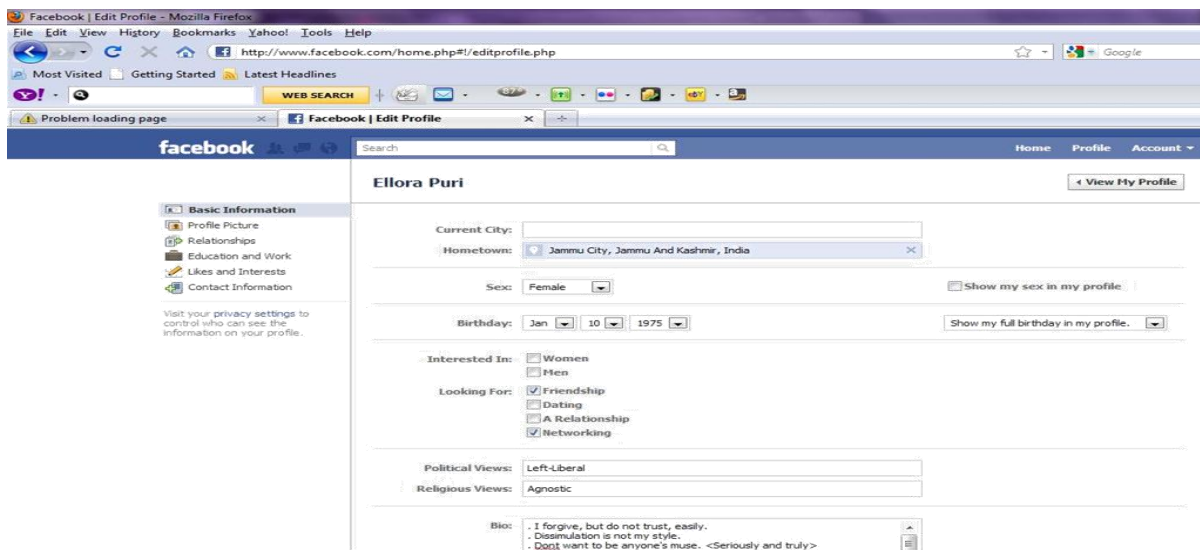 Facebook | Edit Profile - Mozilla Firefox
File Edit View History Bookmarks Yahoo! Tools Help
http://www.facebook.com/home.php#!/editprofile.php
Google
Most Visited Getting Started Latest Headlines
WEB SEARCH
Problem loading page
Facebook | Edit Profile
facebook
Search
Home Profile Account
Ellora Puri
View My Profile
Basic Information
Profile Picture
Relationships
Education and Work
Likes and Interests
Contact Information
Visit your privacy settings to
control who can see the
information on your profile.
Current City:
Hometown: Jammu City, Jammu And Kashmir, India
Sex: Female
Show my sex in my profile
Birthday: Jan 10 1975
Show my full birthday in my profile.
Interested In: Women
Men
Looking For: Friendship
Dating
A Relationship
Networking
Political Views: Left-Liberal
Religious Views: Agnostic
Bio: . I forgive, but do not trust, easily.
. Dissimulation is not my style.
. Dont want to be anyone's muse. <Seriously and truly>